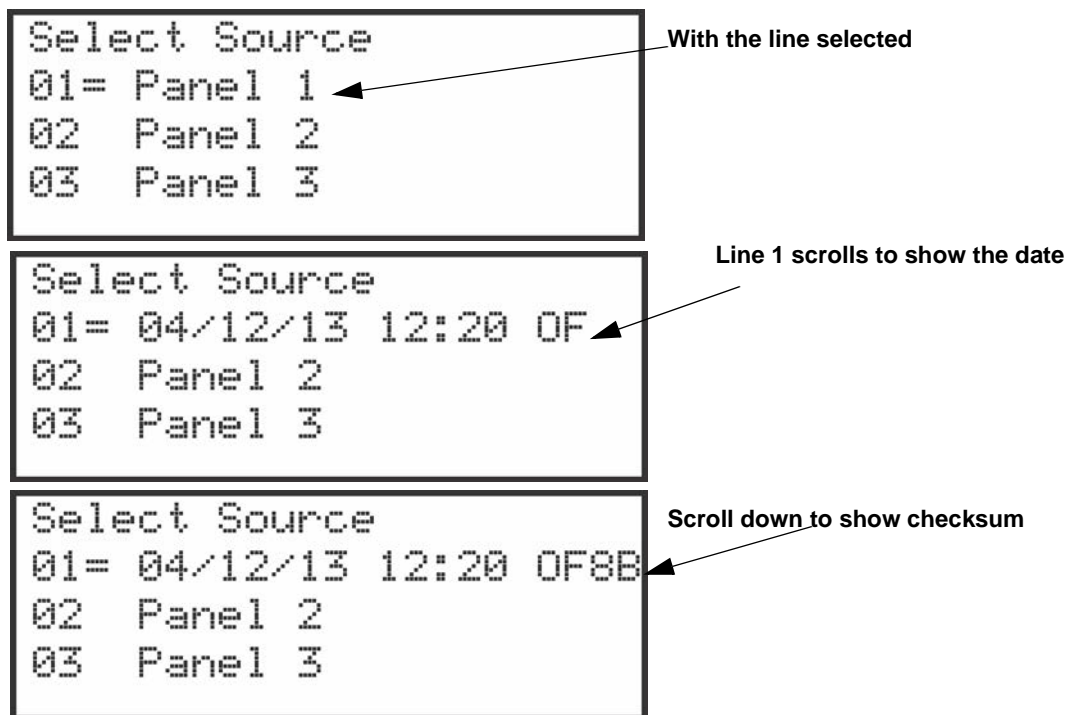 Select Source
01= Panel 1
02 Panel 2
03 Panel 3
With the line selected
Select Source
01= 04/12/13 12:20 OF
02 Panel 2
03 Panel 3
Line 1 scrolls to show the date
Select Source
01= 04/12/13 12:20 OF8B
02 Panel 2
03 Panel 3
Scroll down to show checksum